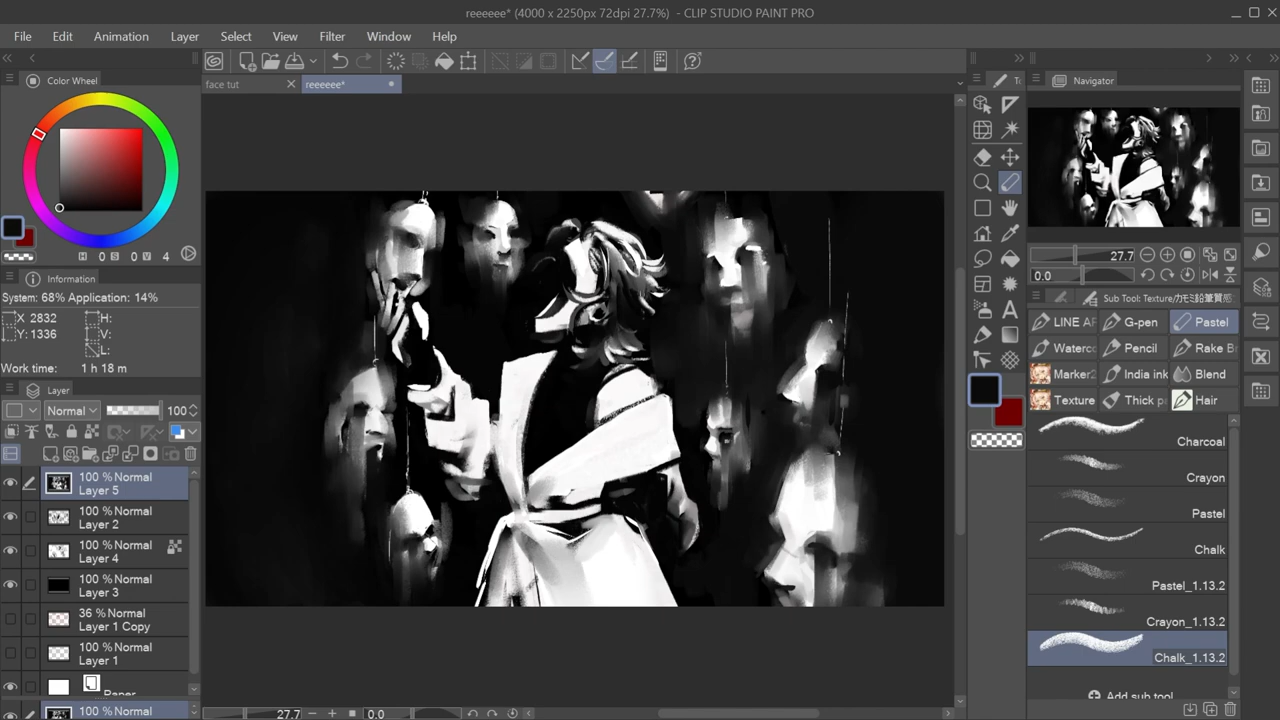 reeeeee* (4000 x 2250px 72dpi 27.7%) - CLIP STUDIO PAINT PRO
File Edit Animation Layer Select View Filter Window Help
Color Wheel
face tut
reeeeee*
Navigator
H 0 S 0 V 4
27.7
0.0
Information
System: 68% Application: 14%
X 2832 H:
Y: 1336 V:
L:
Work time: 1 h 18 m
Sub Tool: Texture/カモミ鉛筆質感
G-pen Pastel
Pencil Rake B
India ink Blend
Texture Thick Hair
Layer
Normal 100
100 % Normal
Layer 5
100 % Normal
Layer 2
100 % Normal
Layer 4
100 % Normal
Layer 3
36 % Normal
Layer 1 Copy
100 % Normal
Layer 1
Paper
100 % Normal
Charcoal
Crayon
Pastel
Chalk
Pastel_1.13.2
Crayon_1.13.2
Chalk_1.13.2
Add sub tool
27.7 0.0